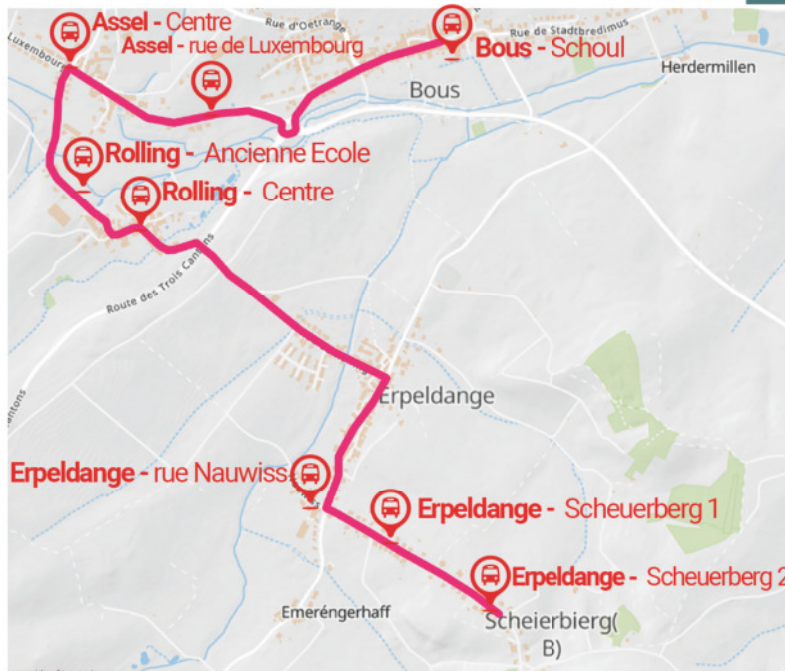 Assel - Centre
Rue d'Oetrange
Assel - rue de Luxembourg
Luxembourg
Rue de Stadtbredimus
Bous - Schoul
Herdermillen
Bous
Rolling - Ancienne Ecole
Rolling - Centre
Route des Trois Cantons
Cantons
Erpeldange
Erpeldange - rue Nauwiss
Erpeldange - Scheuerberg 1
Erpeldange - Scheuerberg 2
Emeréngerhaff
Scheierbierg(
B)